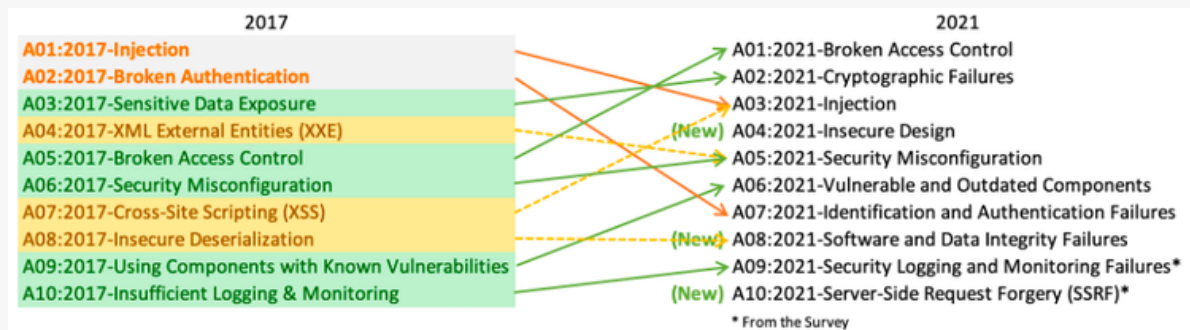 2017
A01:2017-Injection
A02:2017-Broken Authentication
A03:2017-Sensitive Data Exposure
A04:2017-XML External Entities (XXE)
A05:2017-Broken Access Control
A06:2017-Security Misconfiguration
A07:2017-Cross-Site Scripting (XSS)
A08:2017-Insecure Deserialization
A09:2017-Using Components with Known Vulnerabilities
A10:2017-Insufficient Logging & Monitoring
2021
A01:2021-Broken Access Control
A02:2021-Cryptographic Failures
A03:2021-Injection
(New) A04:2021-Insecure Design
A05:2021-Security Misconfiguration
A06:2021-Vulnerable and Outdated Components
A07:2021-Identification and Authentication Failures
(New) A08:2021-Software and Data Integrity Failures
A09:2021-Security Logging and Monitoring Failures*
(New) A10:2021-Server-Side Request Forgery (SSRF)*
* From the Survey